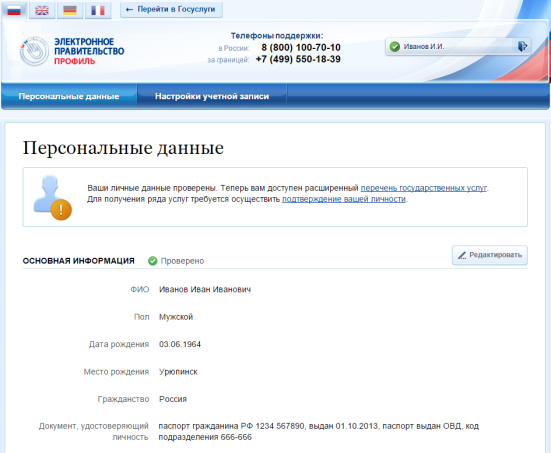 ← Перейти в Госуслуги
Телефоны поддержки:
ЭЛЕКТРОННОЕ
ПРАВИТЕЛЬСТВО
ПРОФИЛЬ
в России: 8 (800) 100-70-10
за границей: +7 (499) 550-18-39
Иванов И.И.
Персональные данные Настройки учетной записи
Персональные данные
Ваши личные данные проверены. Теперь вам доступен расширенный перечень государственных услуг.
Для получения ряда услуг требуется осуществить подтверждение вашей личности.
ОСНОВНАЯ ИНФОРМАЦИЯ Проверено Редактировать
ФИО Иванов Иван Иванович
Пол Мужской
Дата рождения 03.06.1964
Место рождения Урюпинск
Гражданство Россия
Документ, удостоверяющий личность паспорт гражданина РФ 1234 567890, выдан 01.10.2013, паспорт выдан ОВД, код
подразделения 666-666